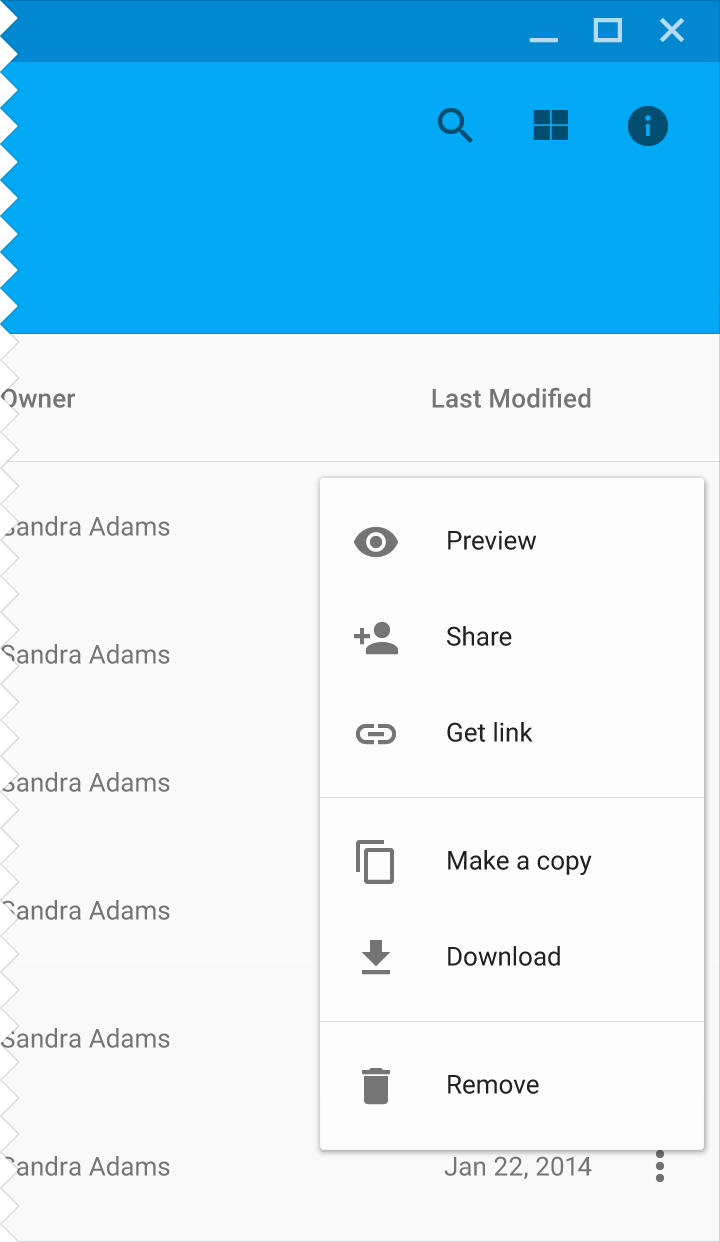 Owner Last Modified
Sandra Adams
Preview
Sandra Adams
Share
Get link
Sandra Adams
Make a copy
Sandra Adams
Download
Sandra Adams
Remove
Sandra Adams Jan 22, 2014